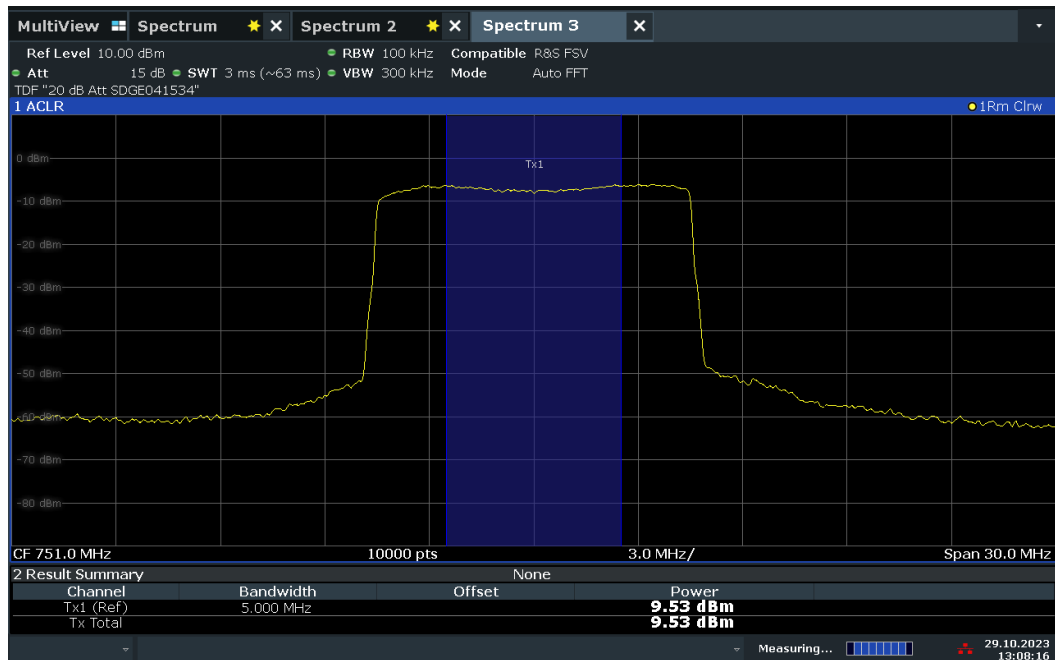 MultiView Spectrum X Spectrum 2 X Spectrum 3 X
Ref Level 10.00 dBm RBW 100 kHz Compatible R&S FSV
Att 15 dB SWT 3 ms (~63 ms) VBW 300 kHz Mode Auto FFT
TDF "20 dB Att SDGE041534"
1 ACLR 1Rm Clrw
0 dBm
Tx1
-10 dBm
-20 dBm
-30 dBm
-40 dBm
-50 dBm
-60 dBm
-70 dBm
-80 dBm
CF 751.0 MHz 10000 pts 3.0 MHz/ Span 30.0 MHz
2 Result Summary None
Channel Bandwidth Offset Power
Tx1 (Ref) 5.000 MHz 9.53 dBm
Tx Total 9.53 dBm
Measuring... 29.10.2023
13:08:16